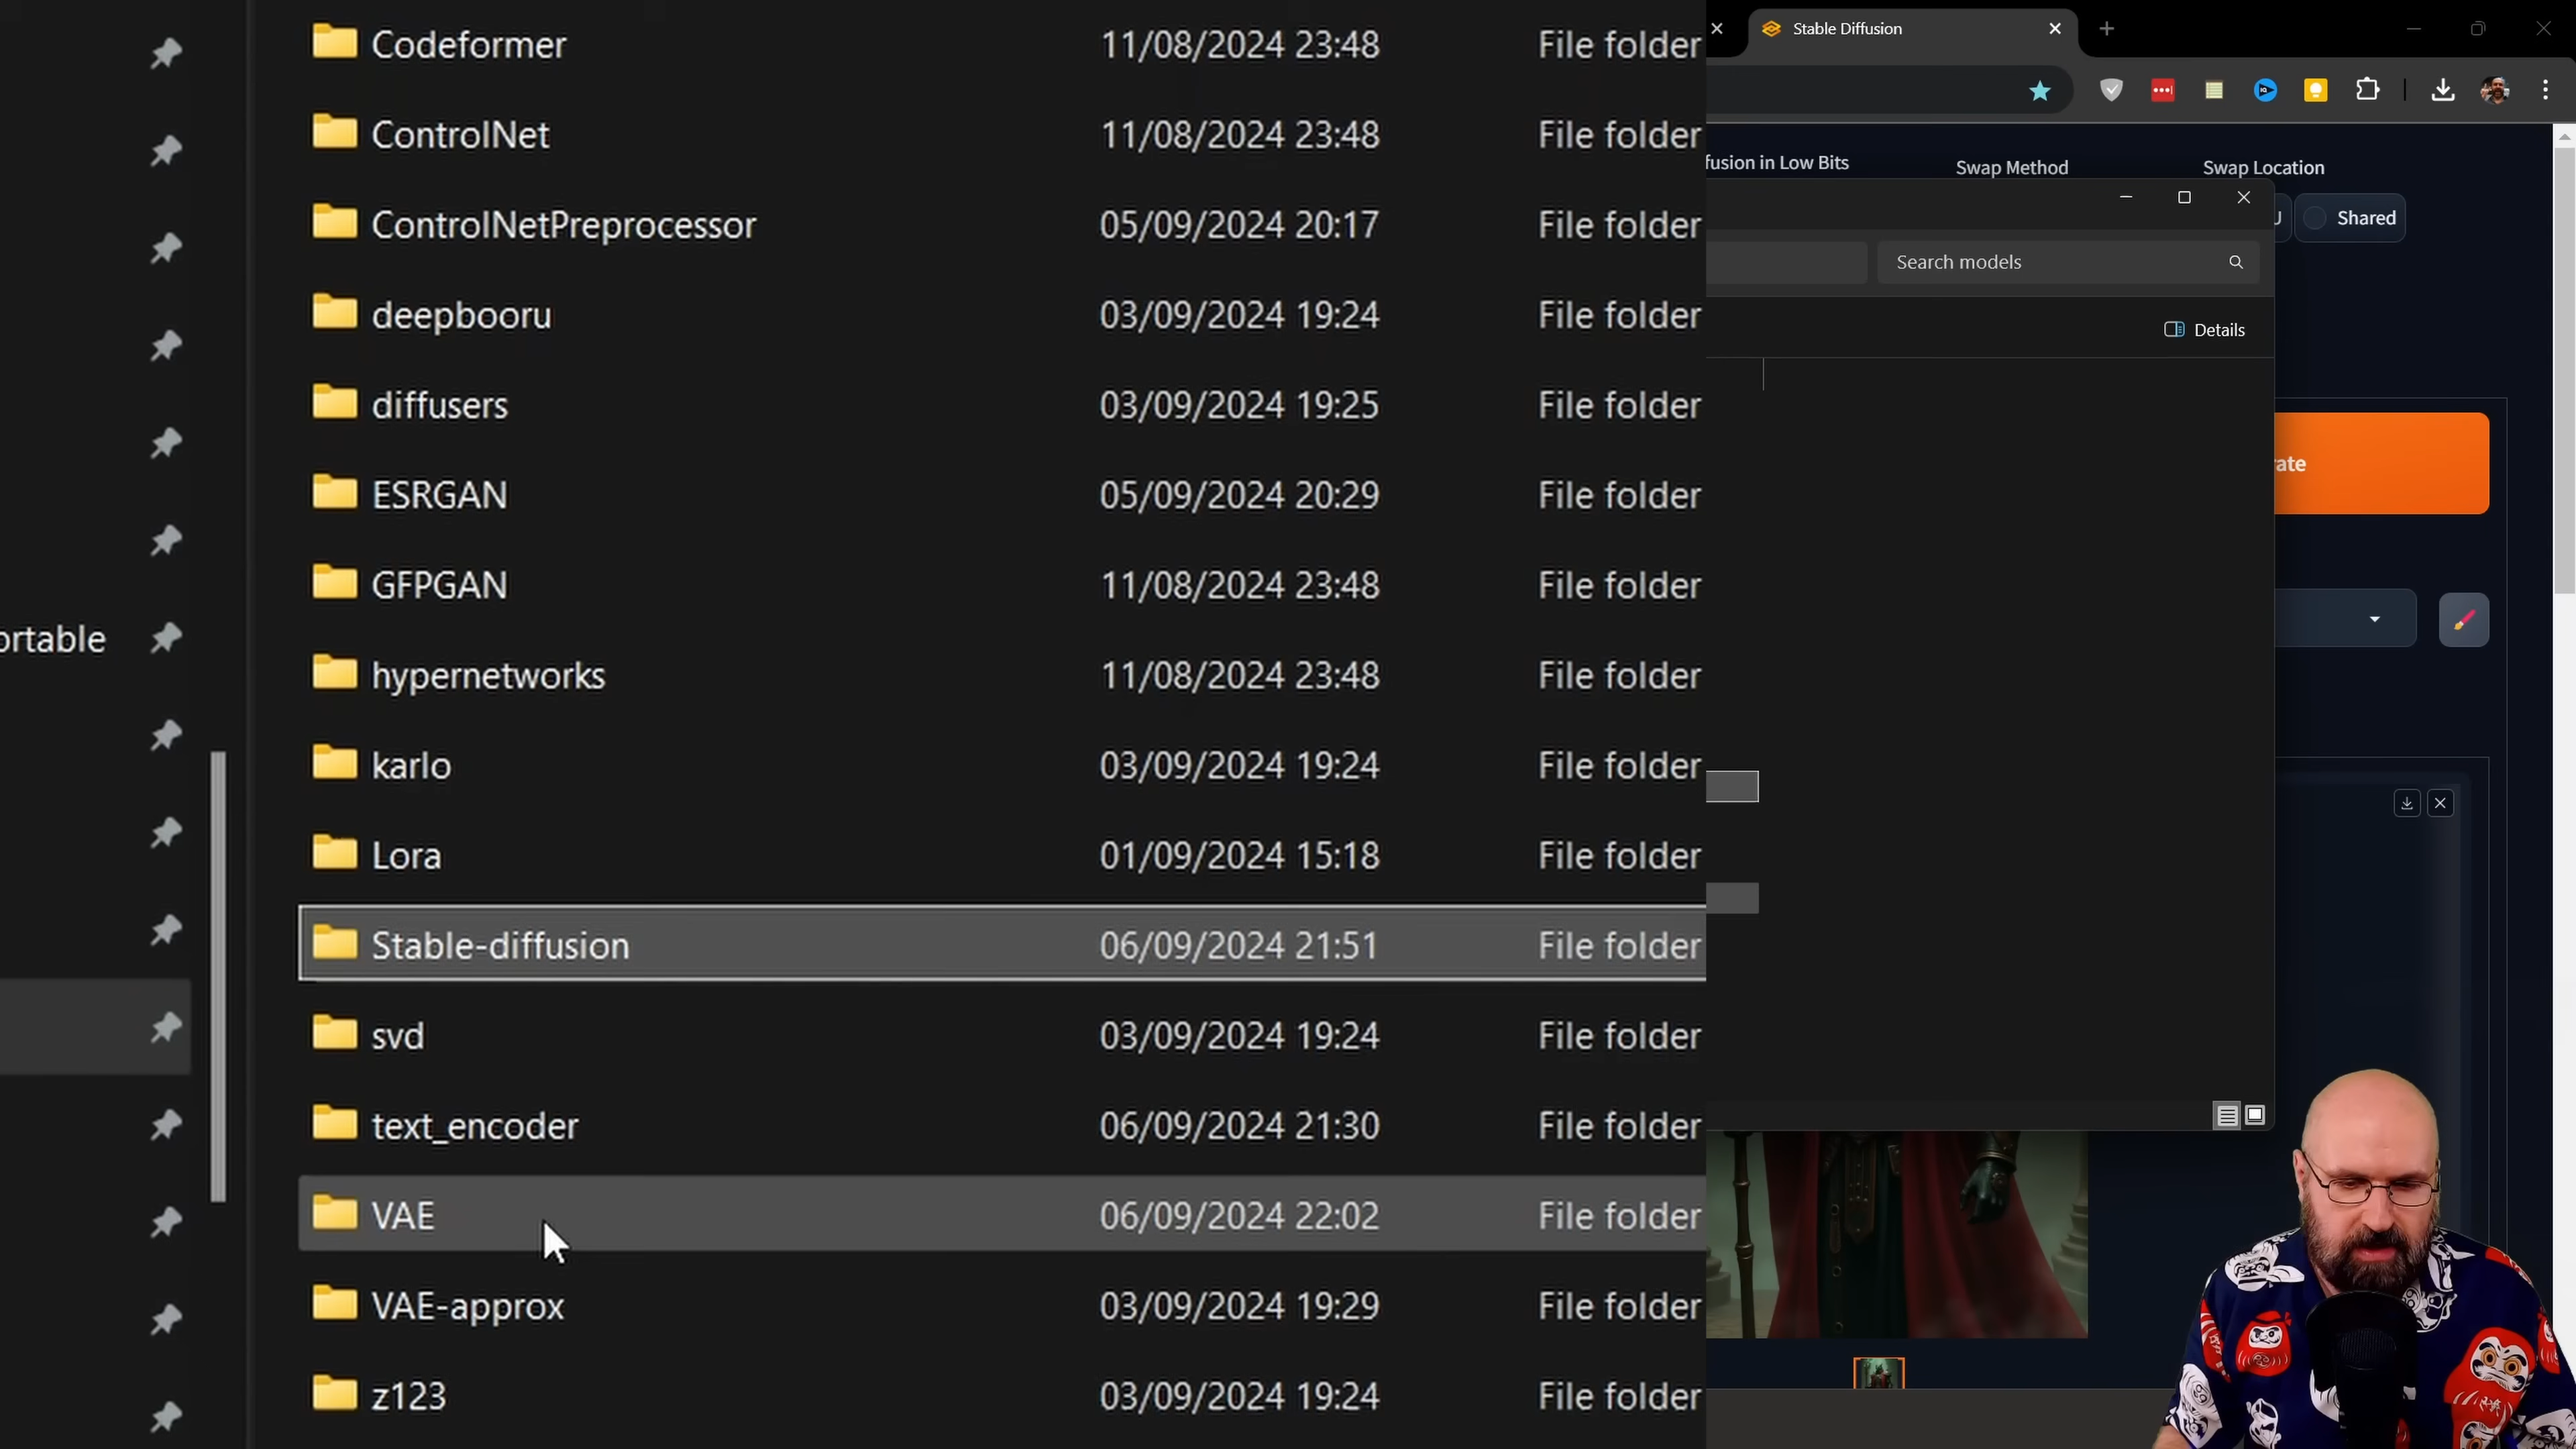 Codeformer 11/08/2024 23:48 File folder
ControlNet 11/08/2024 23:48 File folder
ControlNetPreprocessor 05/09/2024 20:17 File folder
deepbooru 03/09/2024 19:24 File folder
diffusers 03/09/2024 19:25 File folder
ESRGAN 05/09/2024 20:29 File folder
GFPGAN 11/08/2024 23:48 File folder
ortable
hypernetworks 11/08/2024 23:48 File folder
karlo 03/09/2024 19:24 File folder
Lora 01/09/2024 15:18 File folder
Stable-diffusion 06/09/2024 21:51 File folder
svd 03/09/2024 19:24 File folder
text_encoder 06/09/2024 21:30 File folder
VAE 06/09/2024 22:02 File folder
VAE-approx 03/09/2024 19:29 File folder
z123 03/09/2024 19:24 File folder
Stable Diffusion
fusion in Low Bits Swap Method Swap Location
U Shared
Search models
Details
rate